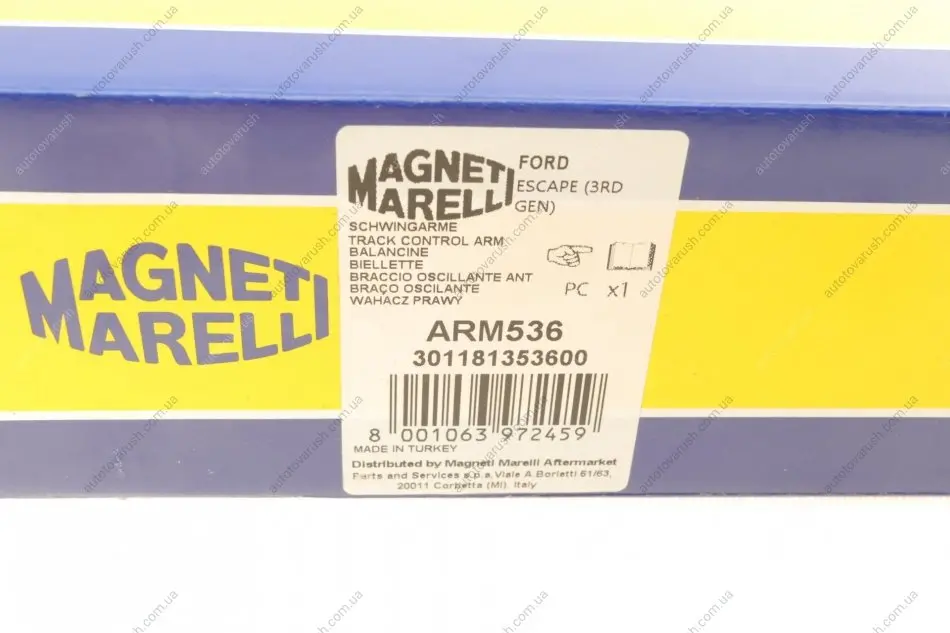 MAGNETI
MARELLI
MAGNETI
MARELLI
FORD
ESCAPE (3RD
GEN)
SCHWINGARME
TRACK CONTROL ARM
BALANCINE
BIELLETTE
BRACCIO OSCILLANTE ANT
BRAÇO OSCILANTE
WAHACZ PRAWY
PC x1
ARM536
301181353600
8 001063 972459
MADE IN TURKEY
Distributed by Magneti Marelli Aftermarket
Parts and Services s.p.a. Viale A Borletti 61/63,
20011 Corbetta (MI), Italy
autotovarush.com.ua